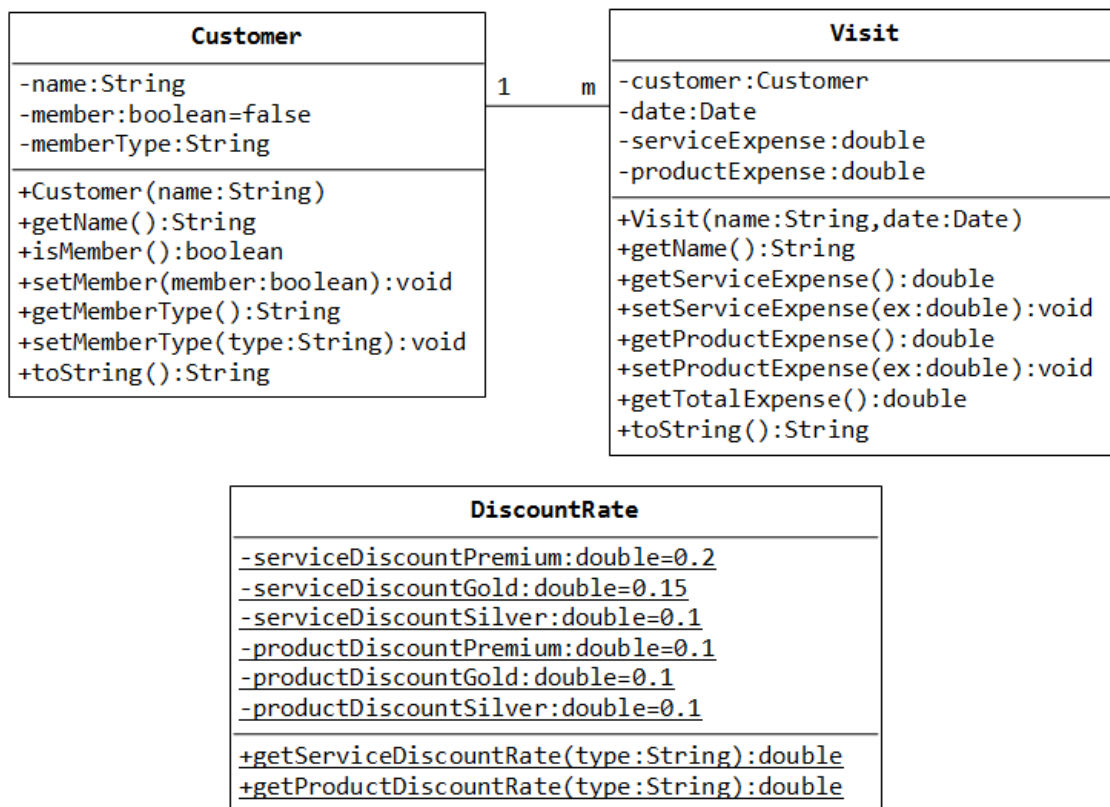 Customer
-name:String
-member:boolean=false
-memberType:String
+Customer(name:String)
+getName():String
+isMember():boolean
+setMember(member:boolean):void
+getMemberType():String
+setMemberType(type:String):void
+toString():String
1 m
Visit
-customer:Customer
-date:Date
-serviceExpense:double
-productExpense:double
+Visit(name:String,date:Date)
+getName():String
+getServiceExpense():double
+setServiceExpense(ex:double):void
+getProductExpense():double
+setProductExpense(ex:double):void
+getTotalExpense():double
+toString():String
DiscountRate
-serviceDiscountPremium:double=0.2
-serviceDiscountGold:double=0.15
-serviceDiscountSilver:double=0.1
-productDiscountPremium:double=0.1
-productDiscountGold:double=0.1
-productDiscountSilver:double=0.1
+getServiceDiscountRate(type:String):double
+getProductDiscountRate(type:String):double